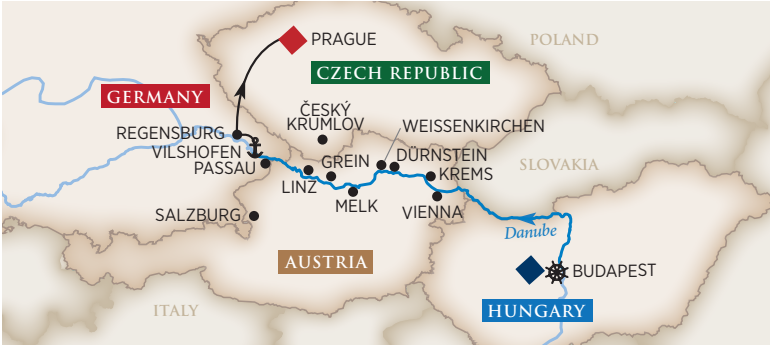 PRAGUE
POLAND
CZECH REPUBLIC
GERMANY
ČESKÝ
KRUMLOV
WEISSENKIRCHEN
REGENSBURG
VILSHOFEN
PASSAU
GREIN
DÜRNSTEIN
KREMS
SLOVAKIA
LINZ
MELK
VIENNA
SALZBURG
Danube
AUSTRIA
BUDAPEST
ITALY
HUNGARY